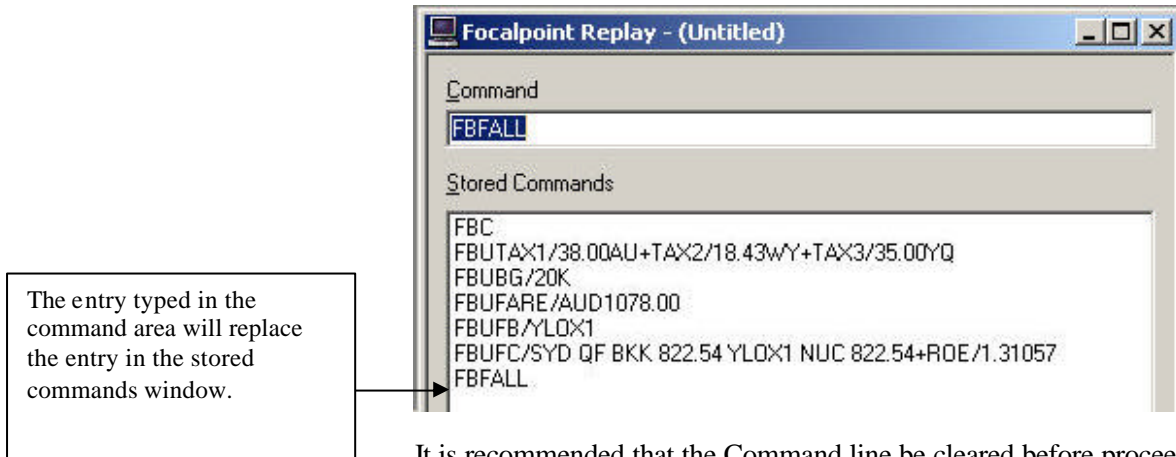 Focalpoint Replay - (Untitled)
Command
FBFALL
Stored Commands
FBC
FBUTAX1/38.00AU+TAX2/18.43WY+TAX3/35.00YQ
FBUBG/20K
FBUFARE/AUD1078.00
FBUFB/YLOX1
FBUFC/SYD QF BKK 822.54 YLOX1 NUC 822.54+ROE/1.31057
FBFALL
The entry typed in the
command area will replace
the entry in the stored
commands window.
It is recommended that the Command line be cleared before